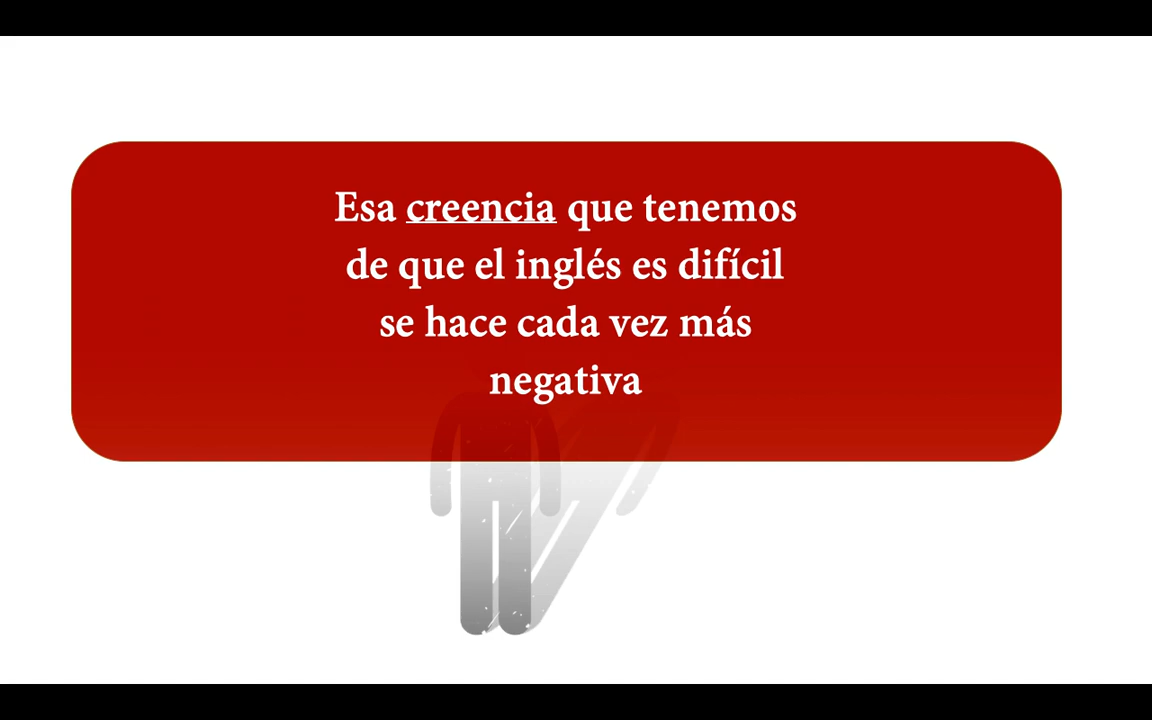 Esa creencia que tenemos
de que el inglés es difícil
se hace cada vez más
negativa